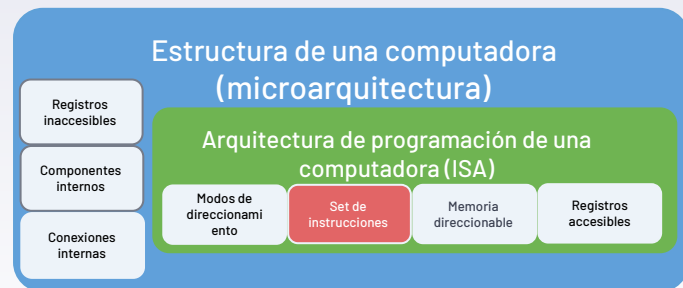 Estructura de una computadora
(microarquitectura)
Registros
inaccesibles
Componentes
internos
Conexiones
internas
Arquitectura de programación de una
computadora (ISA)
Modos de
direccionami
ento
Set de
instrucciones
Memoria
direccionable
Registros
accesibles